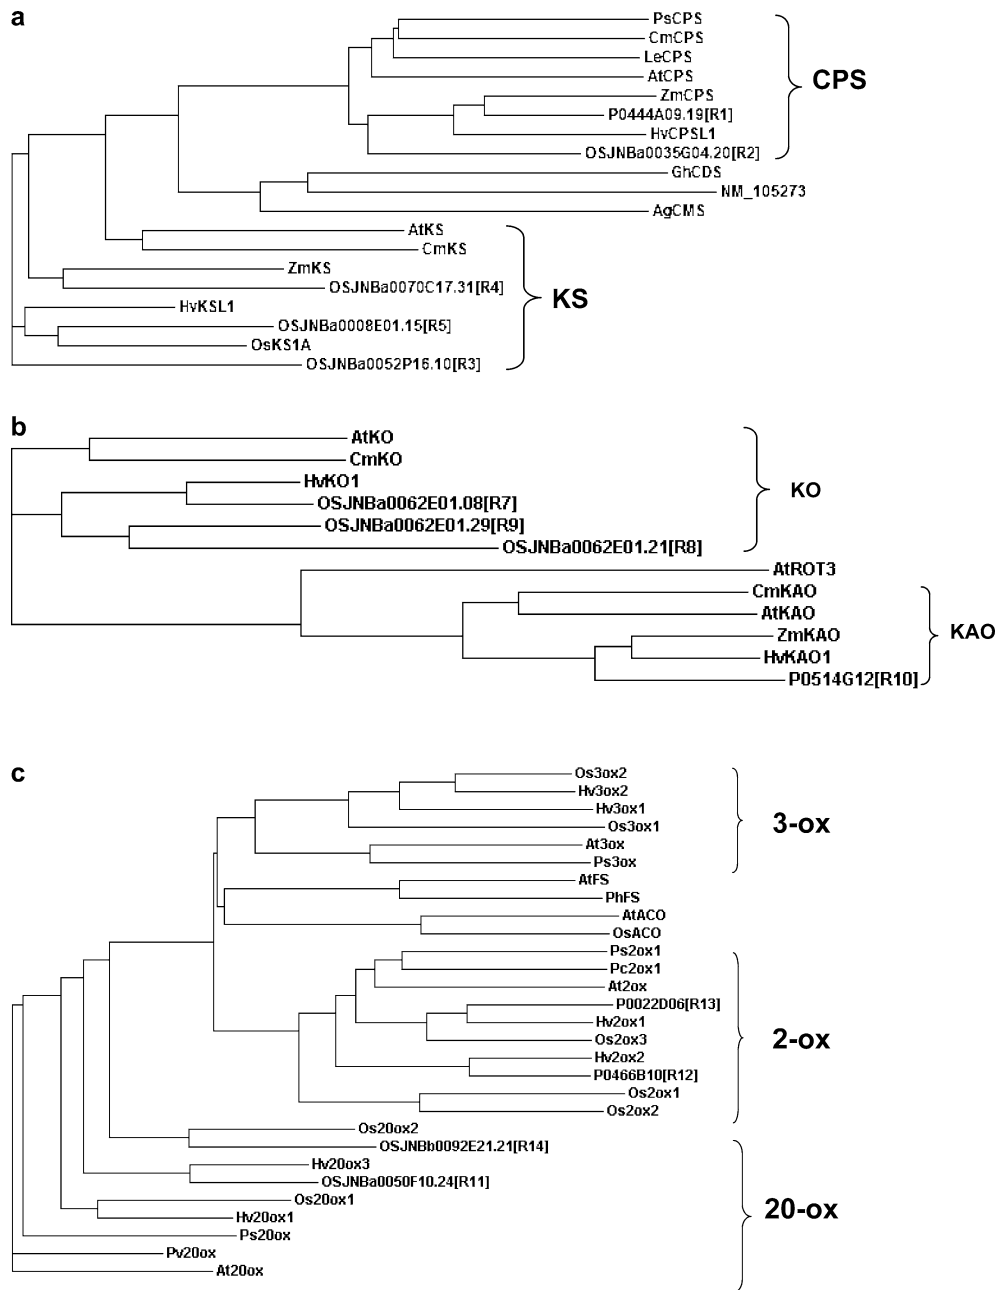 a
PsCPS
CmCPS
LeCPS
AtCPS
CPS
ZmCPS
P0444A09.19[R1]
HvCPSL1
OSJNBa0035G04.20[R2]
GhCDS
NM_105273
AgCMS
AtKS
CmKS
ZmKS
OSJNBa0070C17.31[R4]
KS
HvKSL1
OSJNBa0008E01.15[R5]
OsKS1A
OSJNBa0052P16.10[R3]
b
AtKO
CmKO
HvKO1
KO
OSJNBa0062E01.08[R7]
OSJNBa0062E01.29[R9]
OSJNBa0062E01.21[R8]
AtROT3
CmKAO
AtKAO
ZmKAO
KAO
HvKAO1
P0514G12[R10]
c
Os3ox2
Hv3ox2
Hv3ox1
Os3ox1
3-ox
At3ox
Ps3ox
AtFS
PhFS
AtACO
OsACO
Ps2ox1
Pc2ox1
At2ox
P0022D06[R13]
Hv2ox1
Os2ox3
2-ox
Hv2ox2
P0466B10[R12]
Os2ox1
Os2ox2
Os20ox2
OSJNBb0092E21.21[R14]
Hv20ox3
OSJNBa0050F10.24[R11]
Os20ox1
20-ox
Hv20ox1
Ps20ox
Pv20ox
At20ox